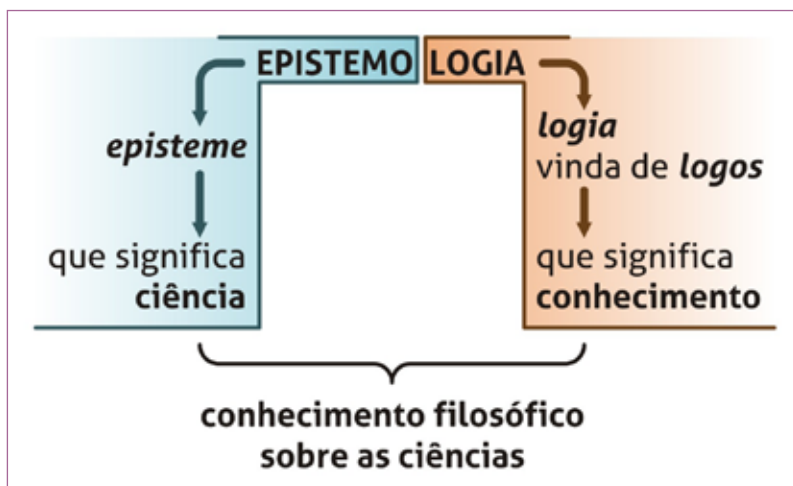 EPISTEMO LOGIA
episteme
que significa
ciência
logia
vinda de logos
que significa
conhecimento
conhecimento filosófico
sobre as ciências